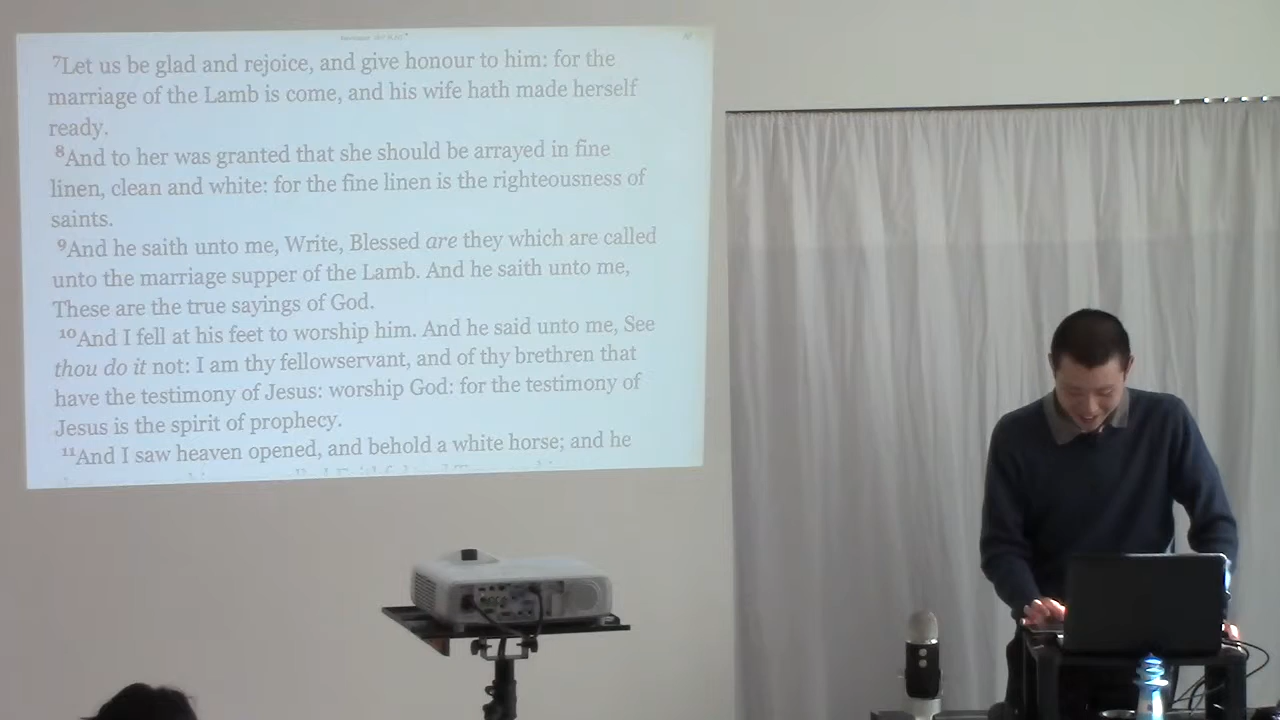 ⁷Let us be glad and rejoice, and give honour to him: for the
marriage of the Lamb is come, and his wife hath made herself
ready.
⁸And to her was granted that she should be arrayed in fine
linen, clean and white: for the fine linen is the righteousness of
saints.
⁹And he saith unto me, Write, Blessed are they which are called
unto the marriage supper of the Lamb. And he saith unto me,
These are the true sayings of God.
¹⁰And I fell at his feet to worship him. And he said unto me, See
thou do it not: I am thy fellowservant, and of thy brethren that
have the testimony of Jesus: worship God: for the testimony of
Jesus is the spirit of prophecy.
¹¹And I saw heaven opened, and behold a white horse; and he